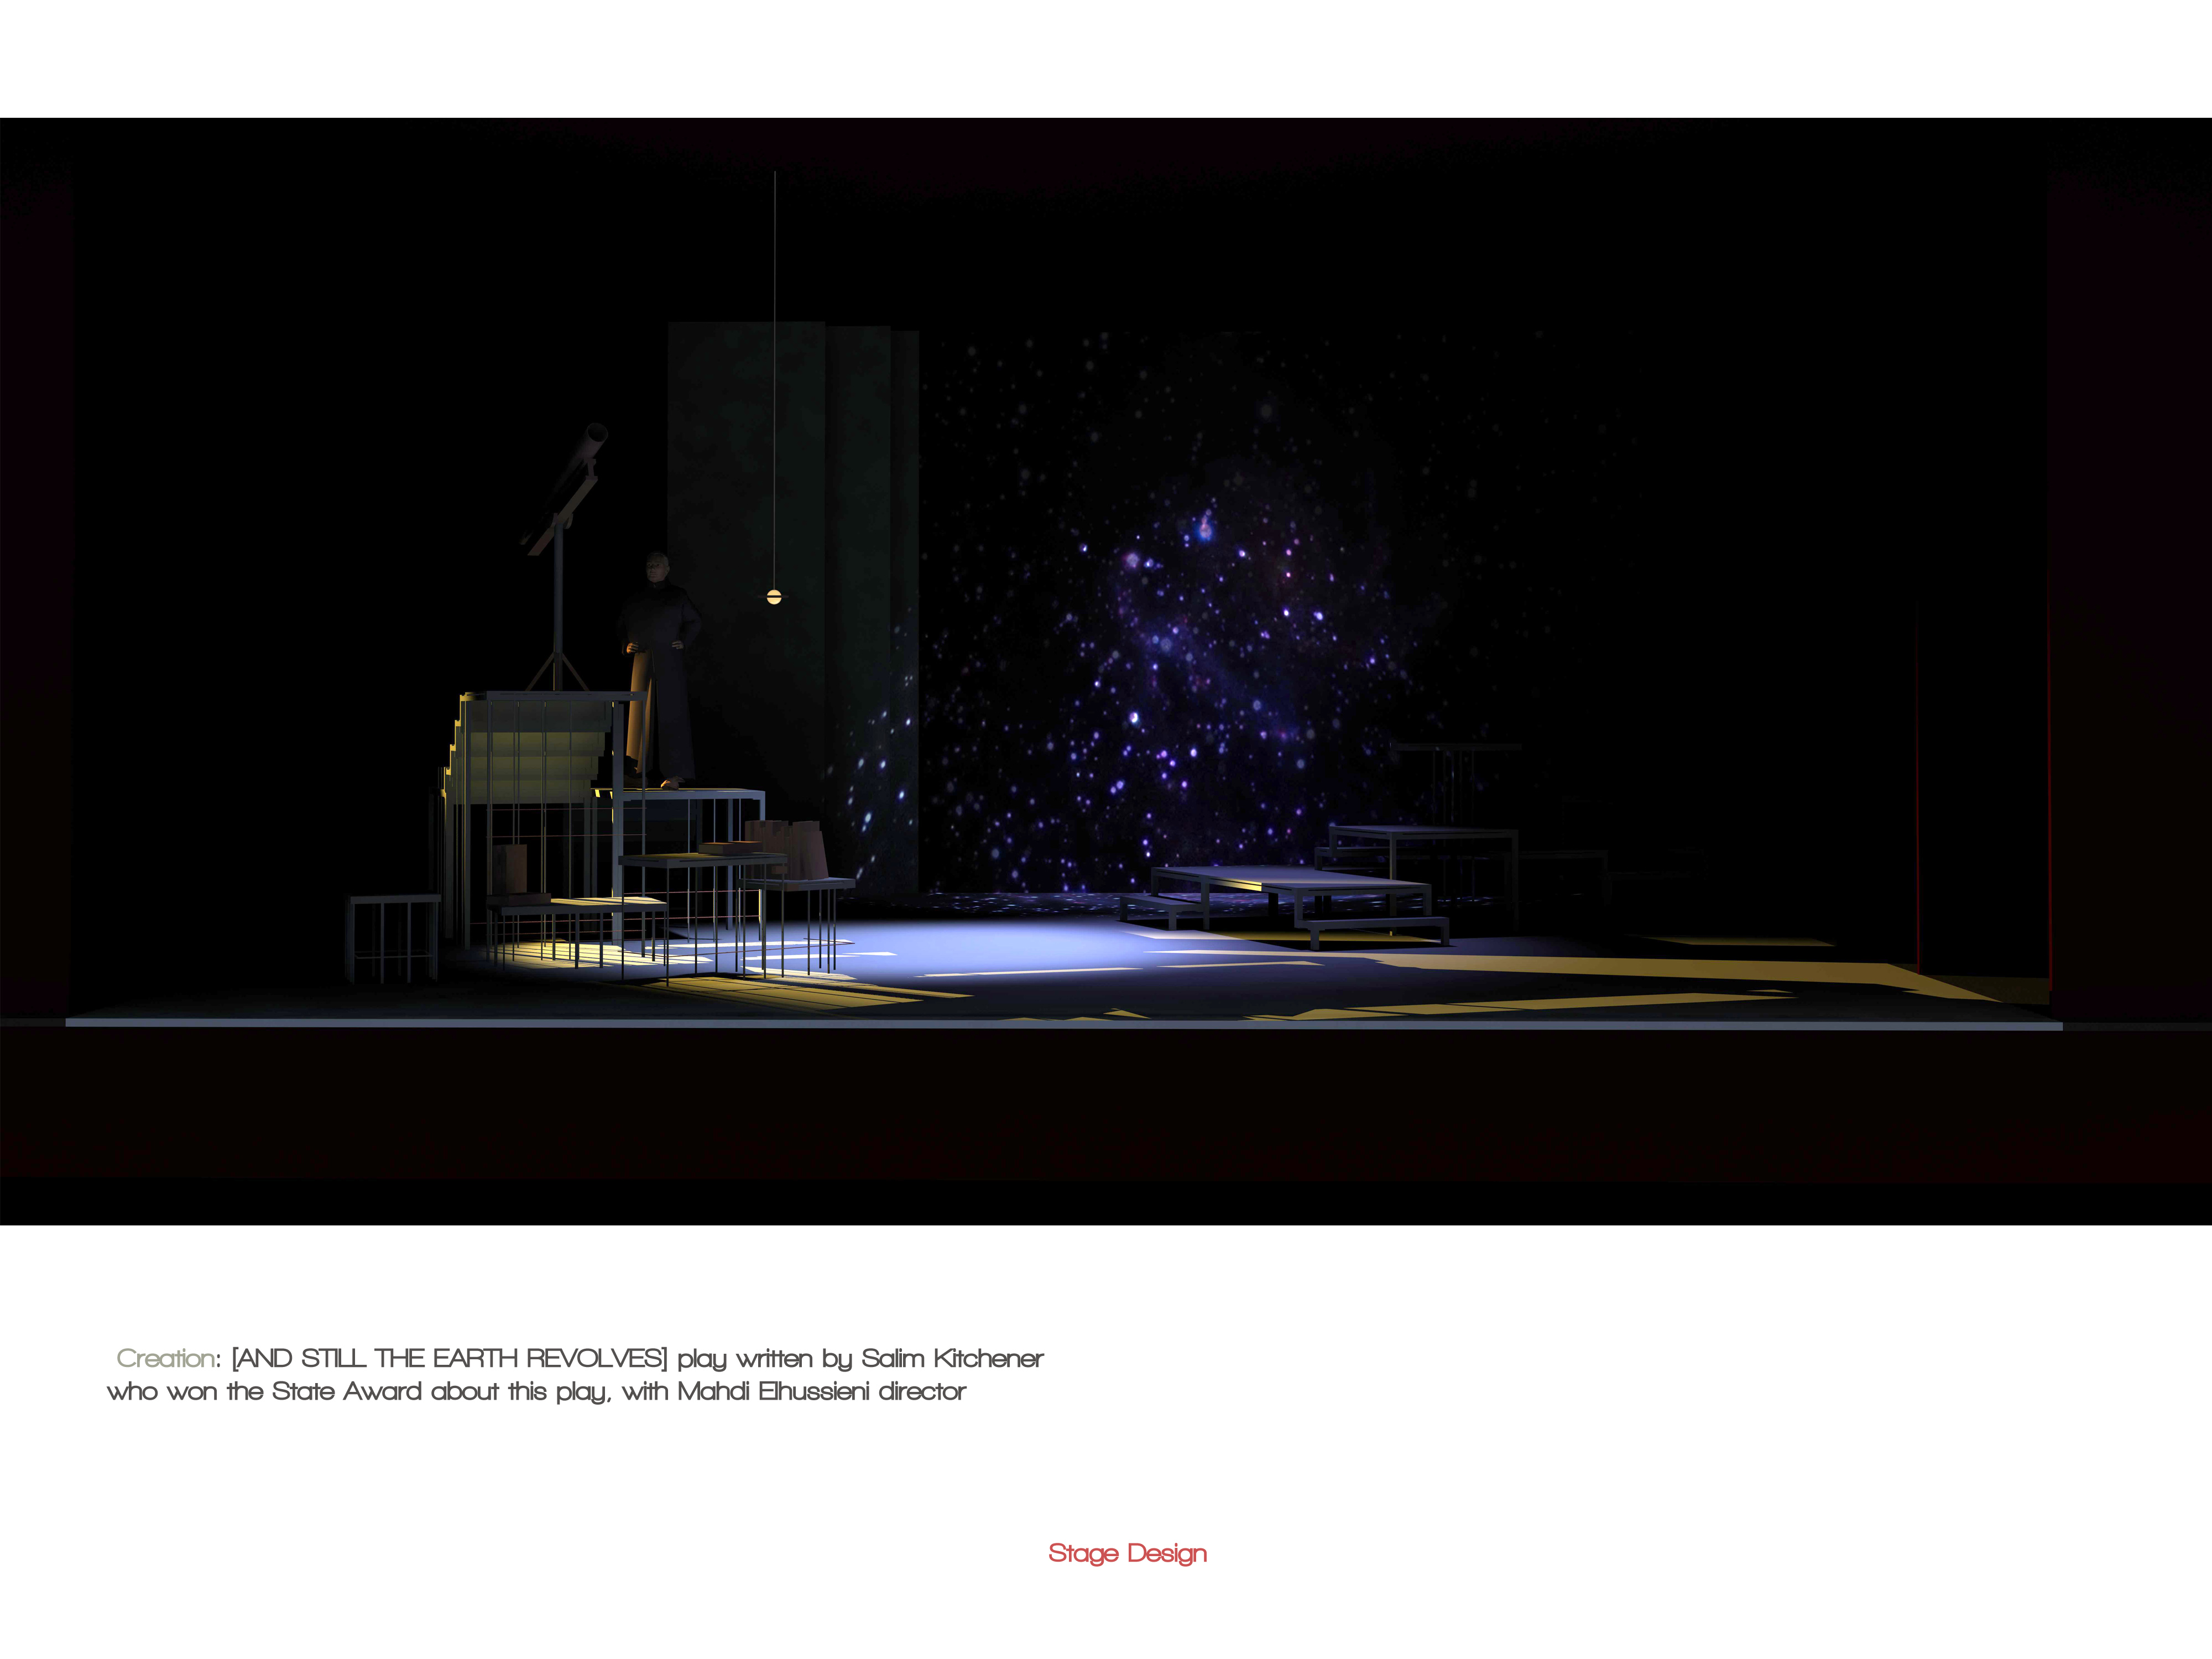 Creation: [AND STILL THE EARTH REVOLVES] play written by Salim Kitchener
who won the State Award about this play, with Mahdi Elhussieni director
Stage Design